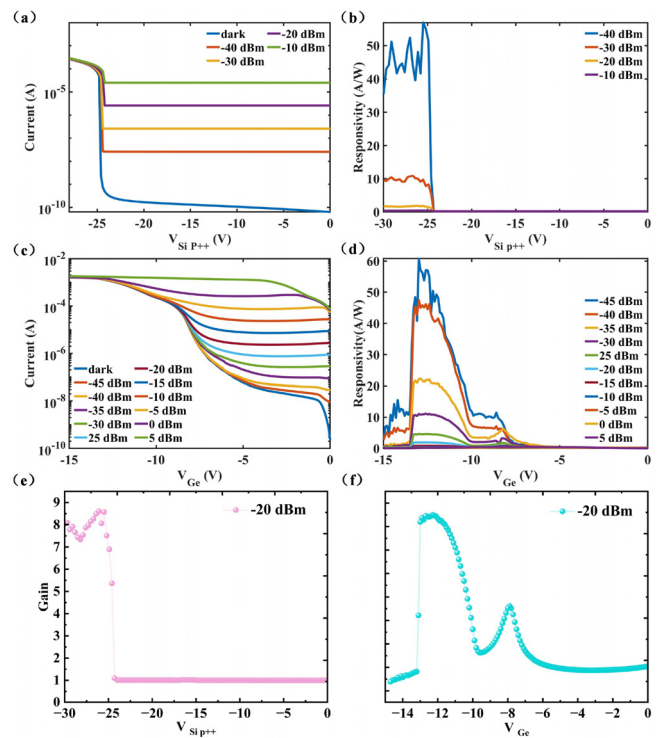 (a)
dark
-20 dBm
-40 dBm
-10 dBm
-30 dBm
Current (A)
10-5
10-10
-25
-20
-15
-10
-5
0
VSi P++ (V)
(b)
-40 dBm
-30 dBm
-20 dBm
-10 dBm
Responsivity (A/W)
50
40
30
20
10
0
-30
-25
-20
-15
-10
-5
0
VSi p++ (V)
(c)
Current (A)
10-2
10-4
10-6
10-8
10-10
dark
-20 dBm
-45 dBm
-15 dBm
-40 dBm
-10 dBm
-35 dBm
-5 dBm
-30 dBm
0 dBm
25 dBm
5 dBm
-15
-10
-5
0
VGe (V)
(d)
Responsivity(A/W)
60
50
40
30
20
10
0
-45 dBm
-40 dBm
-35 dBm
-30 dBm
25 dBm
-20 dBm
-15 dBm
-10 dBm
-5 dBm
0 dBm
5 dBm
-15
-10
-5
0
VGe (V)
(e)
-20 dBm
Gain
9
8
7
6
5
4
3
2
1
0
-30
-25
-20
-15
-10
-5
0
VSi p++ (V)
(f)
-20 dBm
-14
-12
-10
-8
-6
-4
-2
0
VGe